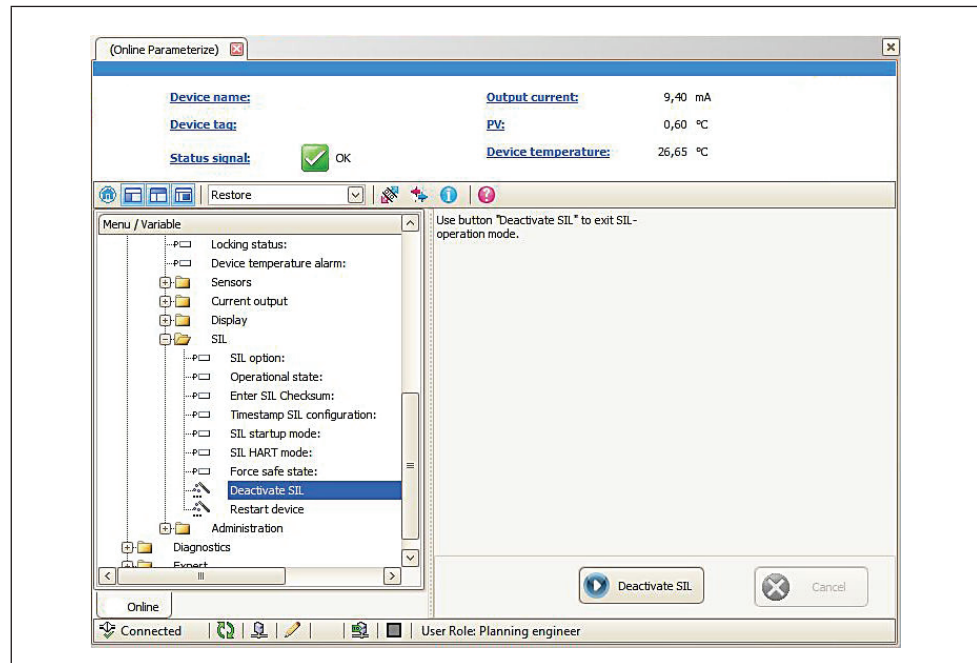 (Online Parameterize)
Device name:
Output current: 9,40 mA
Device tag:
PV: 0,60 °C
Status signal: OK
Device temperature: 26,65 °C
Restore
Menu / Variable
Locking status:
Device temperature alarm:
Sensors
Current output
Display
SIL
SIL option:
Operational state:
Enter SIL Checksum:
Timestamp SIL configuration:
SIL startup mode:
SIL HART mode:
Force safe state:
Deactivate SIL
Restart device
Administration
Diagnostics
Expert
Use button "Deactivate SIL" to exit SIL-
operation mode.
Deactivate SIL
Cancel
Online
Connected
User Role: Planning engineer